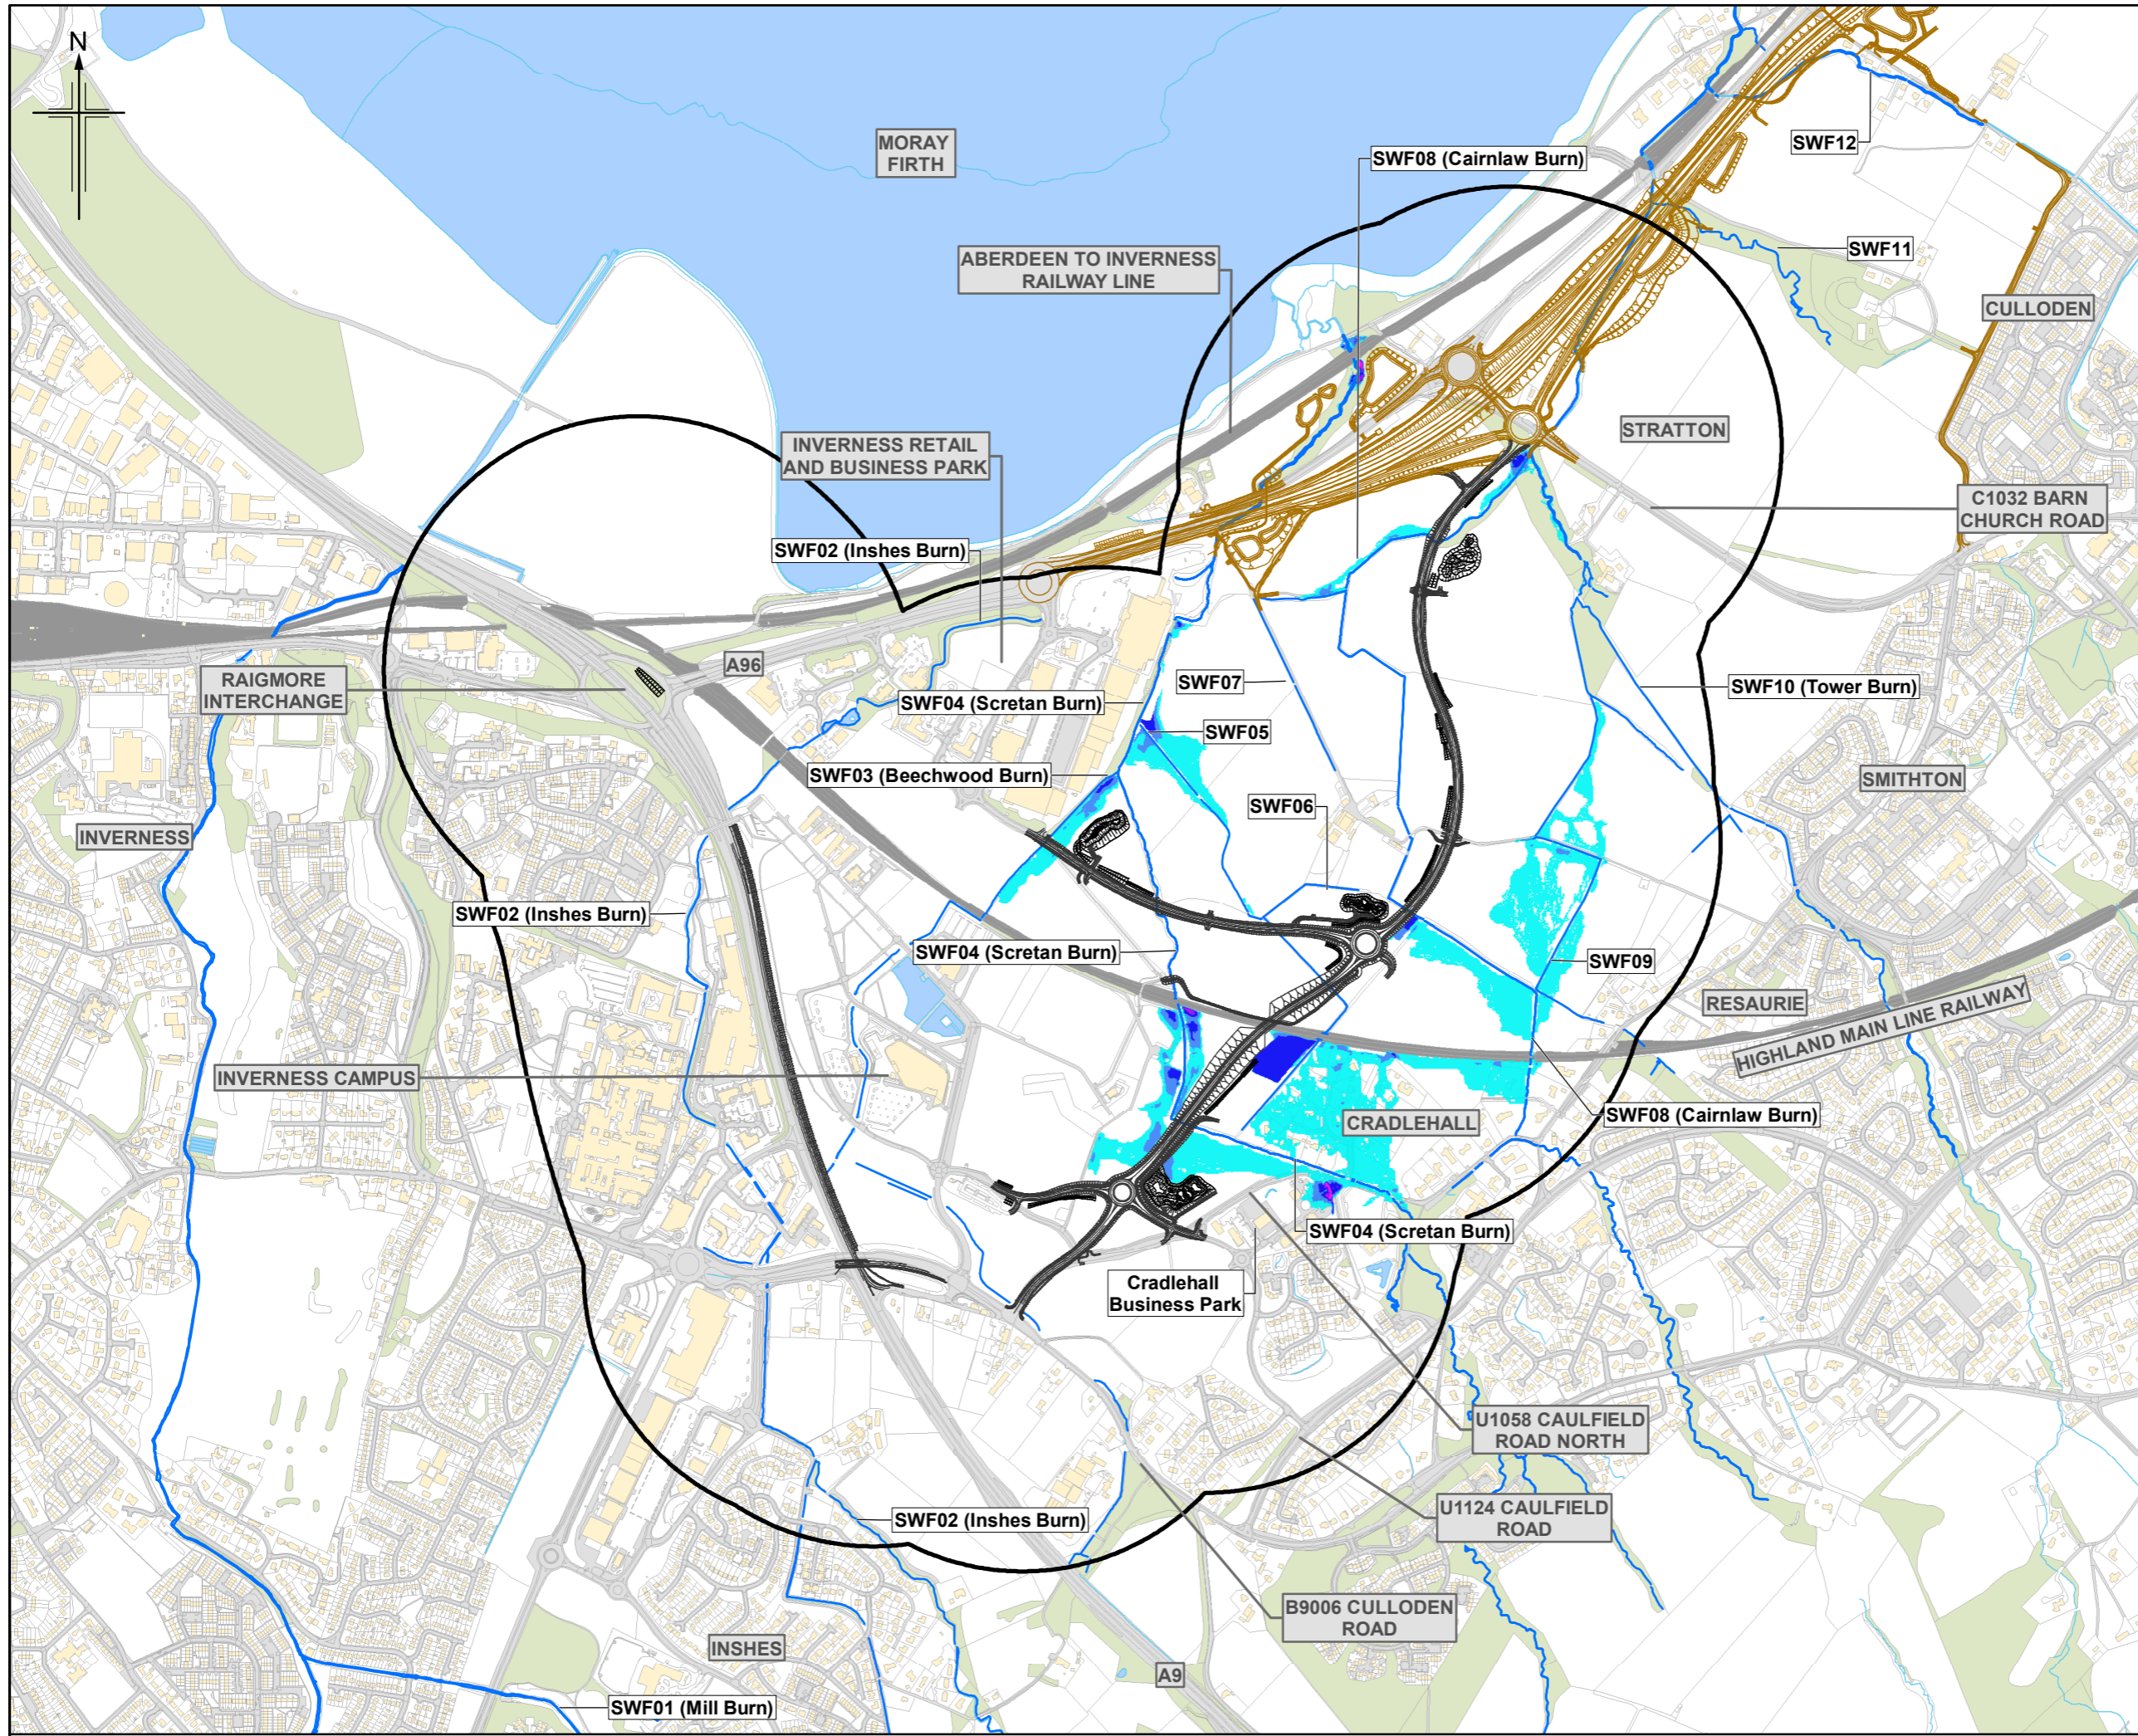 N
MORAY
FIRTH
SWF12
SWF08 (Cairnlaw Burn)
SWF11
ABERDEEN TO INVERNESS
RAILWAY LINE
CULLODEN
STRATTON
INVERNESS RETAIL
AND BUSINESS PARK
C1032 BARN
CHURCH ROAD
SWF02 (Inshes Burn)
A96
RAIGMORE
INTERCHANGE
SWF07
SWF10 (Tower Burn)
SWF04 (Scretan Burn)
SWF05
SWF03 (Beechwood Burn)
SMITHTON
SWF06
INVERNESS
SWF02 (Inshes Burn)
SWF04 (Scretan Burn)
SWF09
RESAURIE
HIGHLAND MAIN LINE RAILWAY
INVERNESS CAMPUS
SWF08 (Cairnlaw Burn)
CRADLEHALL
SWF04 (Scretan Burn)
Cradlehall
Business Park
U1058 CAULFIELD
ROAD NORTH
U1124 CAULFIELD
ROAD
SWF02 (Inshes Burn)
B9006 CULLODEN
ROAD
INSHES
A9
SWF01 (Mill Burn)